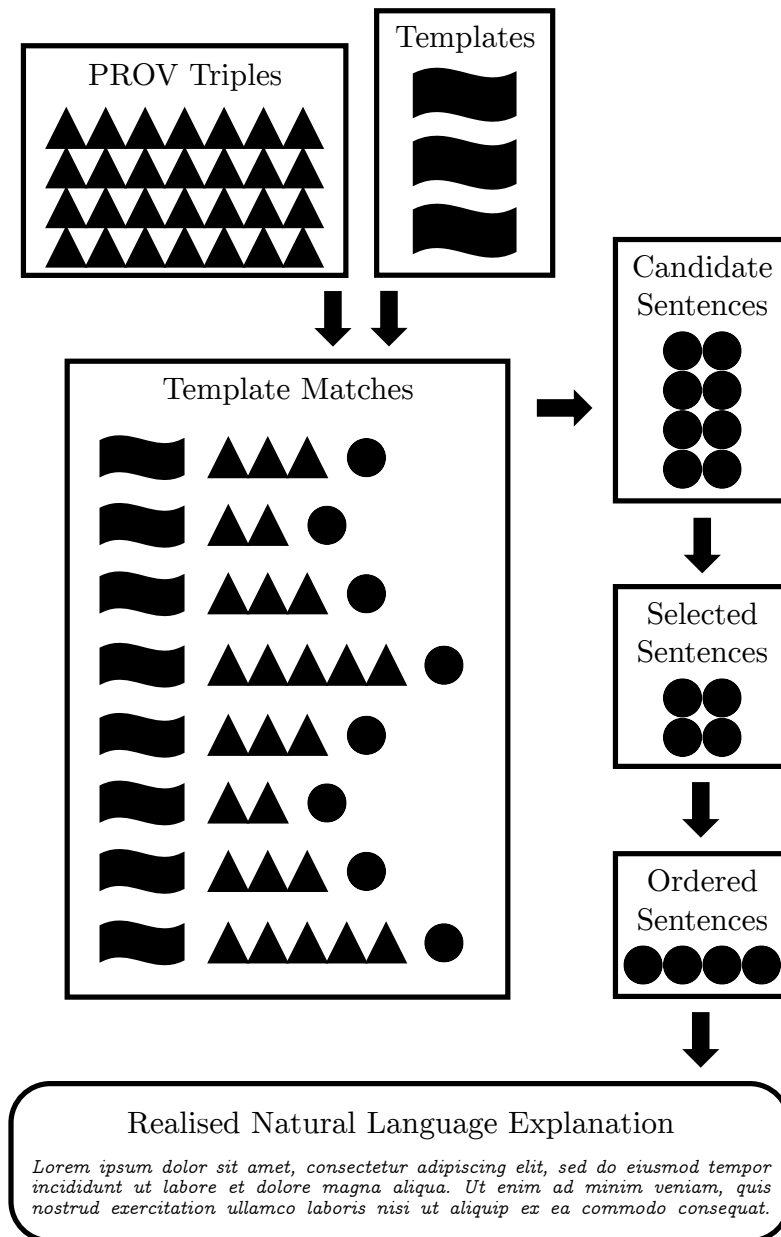 PROV Triples
Templates
Template Matches
Candidate
Sentences
Selected
Sentences
Ordered
Sentences
Realised Natural Language Explanation
Lorem ipsum dolor sit amet, consectetur adipiscing elit, sed do eiusmod tempor
incididunt ut labore et dolore magna aliqua. Ut enim ad minim veniam, quis
nostrud exercitation ullamco laboris nisi ut aliquip ex ea commodo consequat.